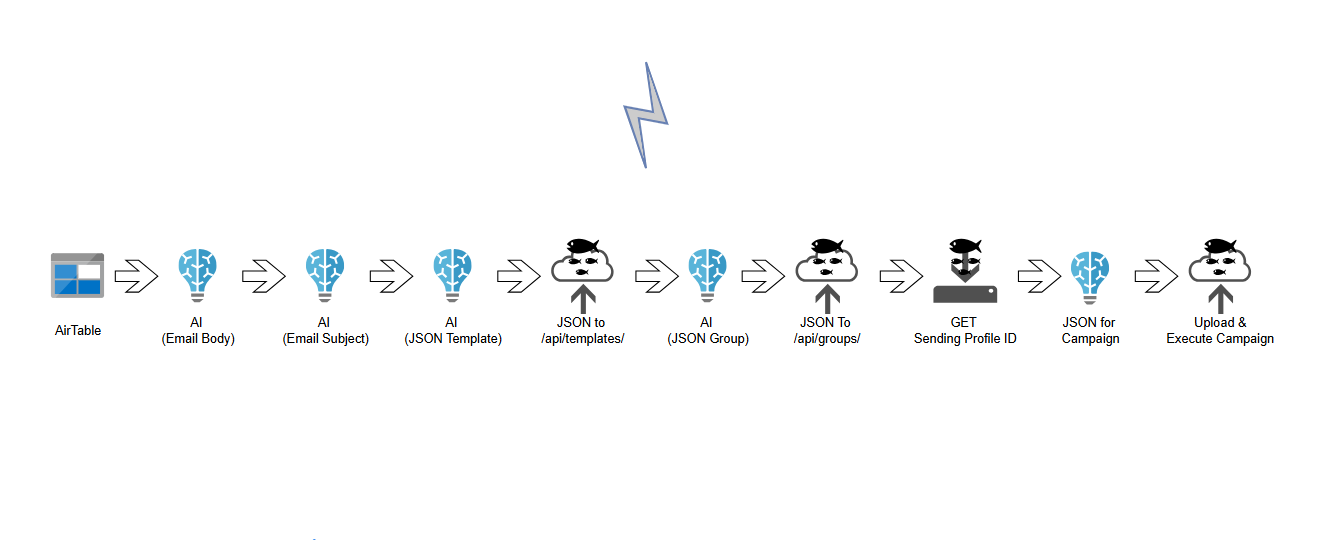 AirTable
AI
(Email Body)
AI
(Email Subject)
AI
(JSON Template)
JSON to
/api/templates/
AI
(JSON Group)
JSON To
/api/groups/
GET
Sending Profile ID
JSON for
Campaign
Upload &
Execute Campaign